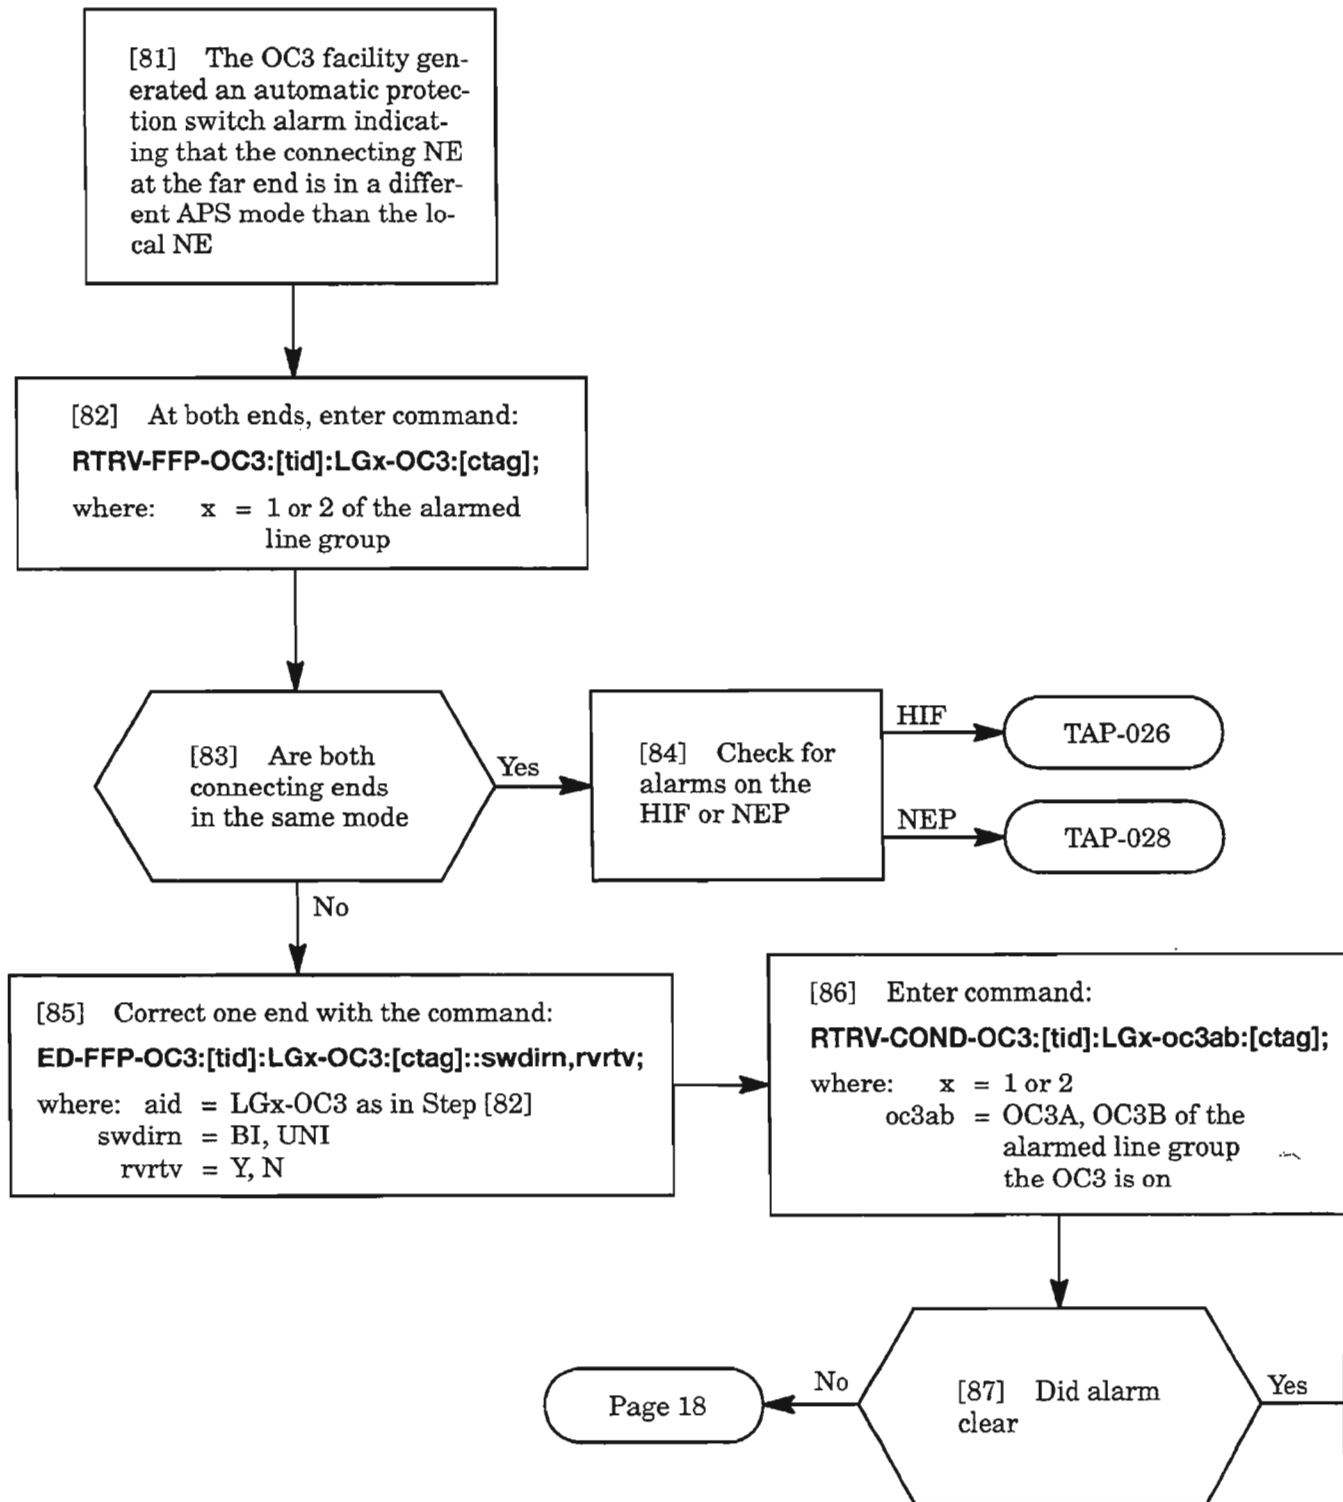 [81] The OC3 facility gen-
erated an automatic protec-
tion switch alarm indicat-
ing that the connecting NE
at the far end is in a differ-
ent APS mode than the lo-
cal NE
[82] At both ends, enter command:
RTRV-FFP-OC3:[tid]:LGx-OC3:[ctag];
where: x = 1 or 2 of the alarmed
line group
[83] Are both
connecting ends
in the same mode
Yes
[84] Check for
alarms on the
HIF or NEP
HIF
TAP-026
NEP
TAP-028
No
[85] Correct one end with the command:
ED-FFP-OC3:[tid]:LGx-OC3:[ctag]::swdirn,rvrtv;
where: aid = LGx-OC3 as in Step [82]
swdirn = BI, UNI
rvrtv = Y, N
[86] Enter command:
RTRV-COND-OC3:[tid]:LGx-oc3ab:[ctag];
where: x = 1 or 2
oc3ab = OC3A, OC3B of the
alarmed line group
the OC3 is on
[87] Did alarm
clear
No
Page 18
Yes